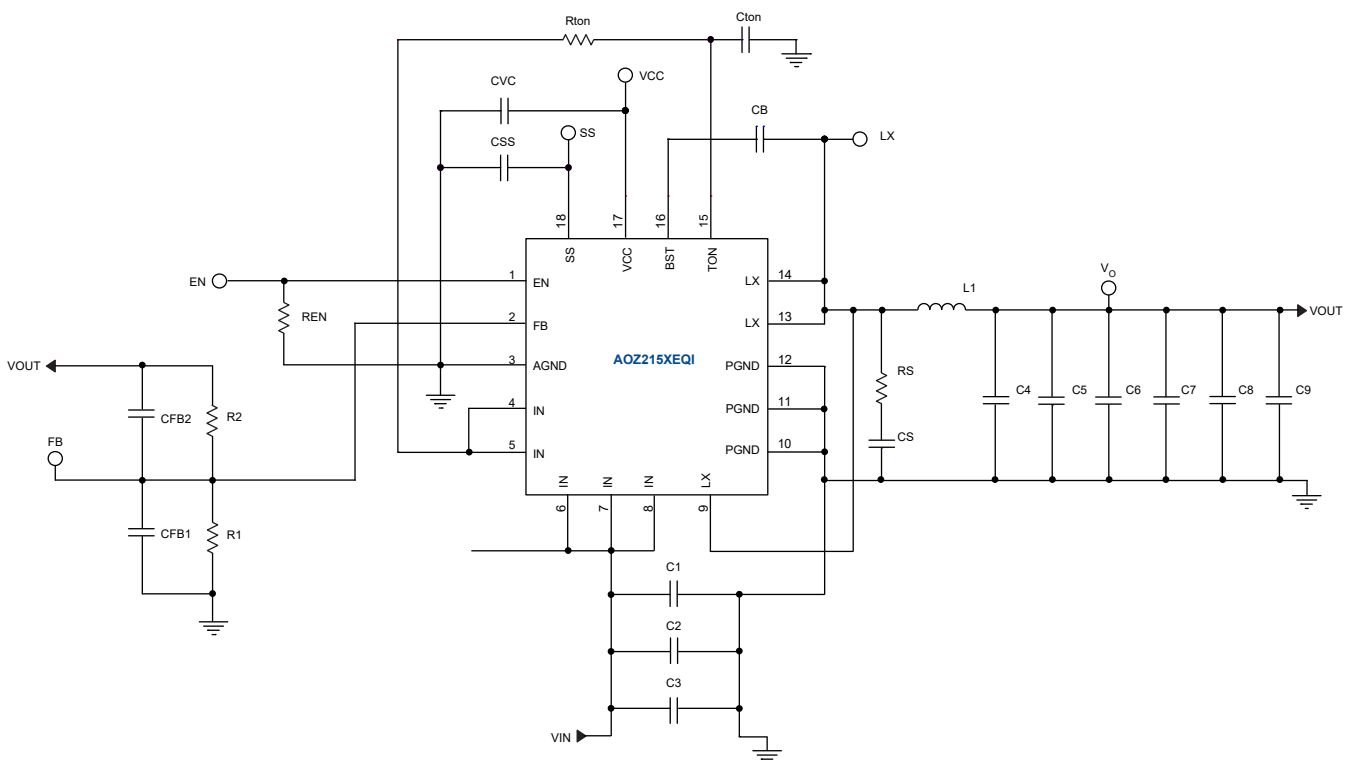 Rton
Cton
CVC
VCC
CSS
SS
CB
LX
18
17
16
15
SS
VCC
BST
TON
EN
1
EN
LX
14
REN
2
FB
LX
13
L1
VO
VOUT
VOUT
3
AGND
AOZ215XEQI
PGND
12
RS
C4
C5
C6
C7
C8
C9
CFB2
R2
4
IN
PGND
11
CS
FB
5
IN
PGND
10
IN
IN
IN
LX
6
7
8
9
CFB1
R1
C1
C2
C3
VIN